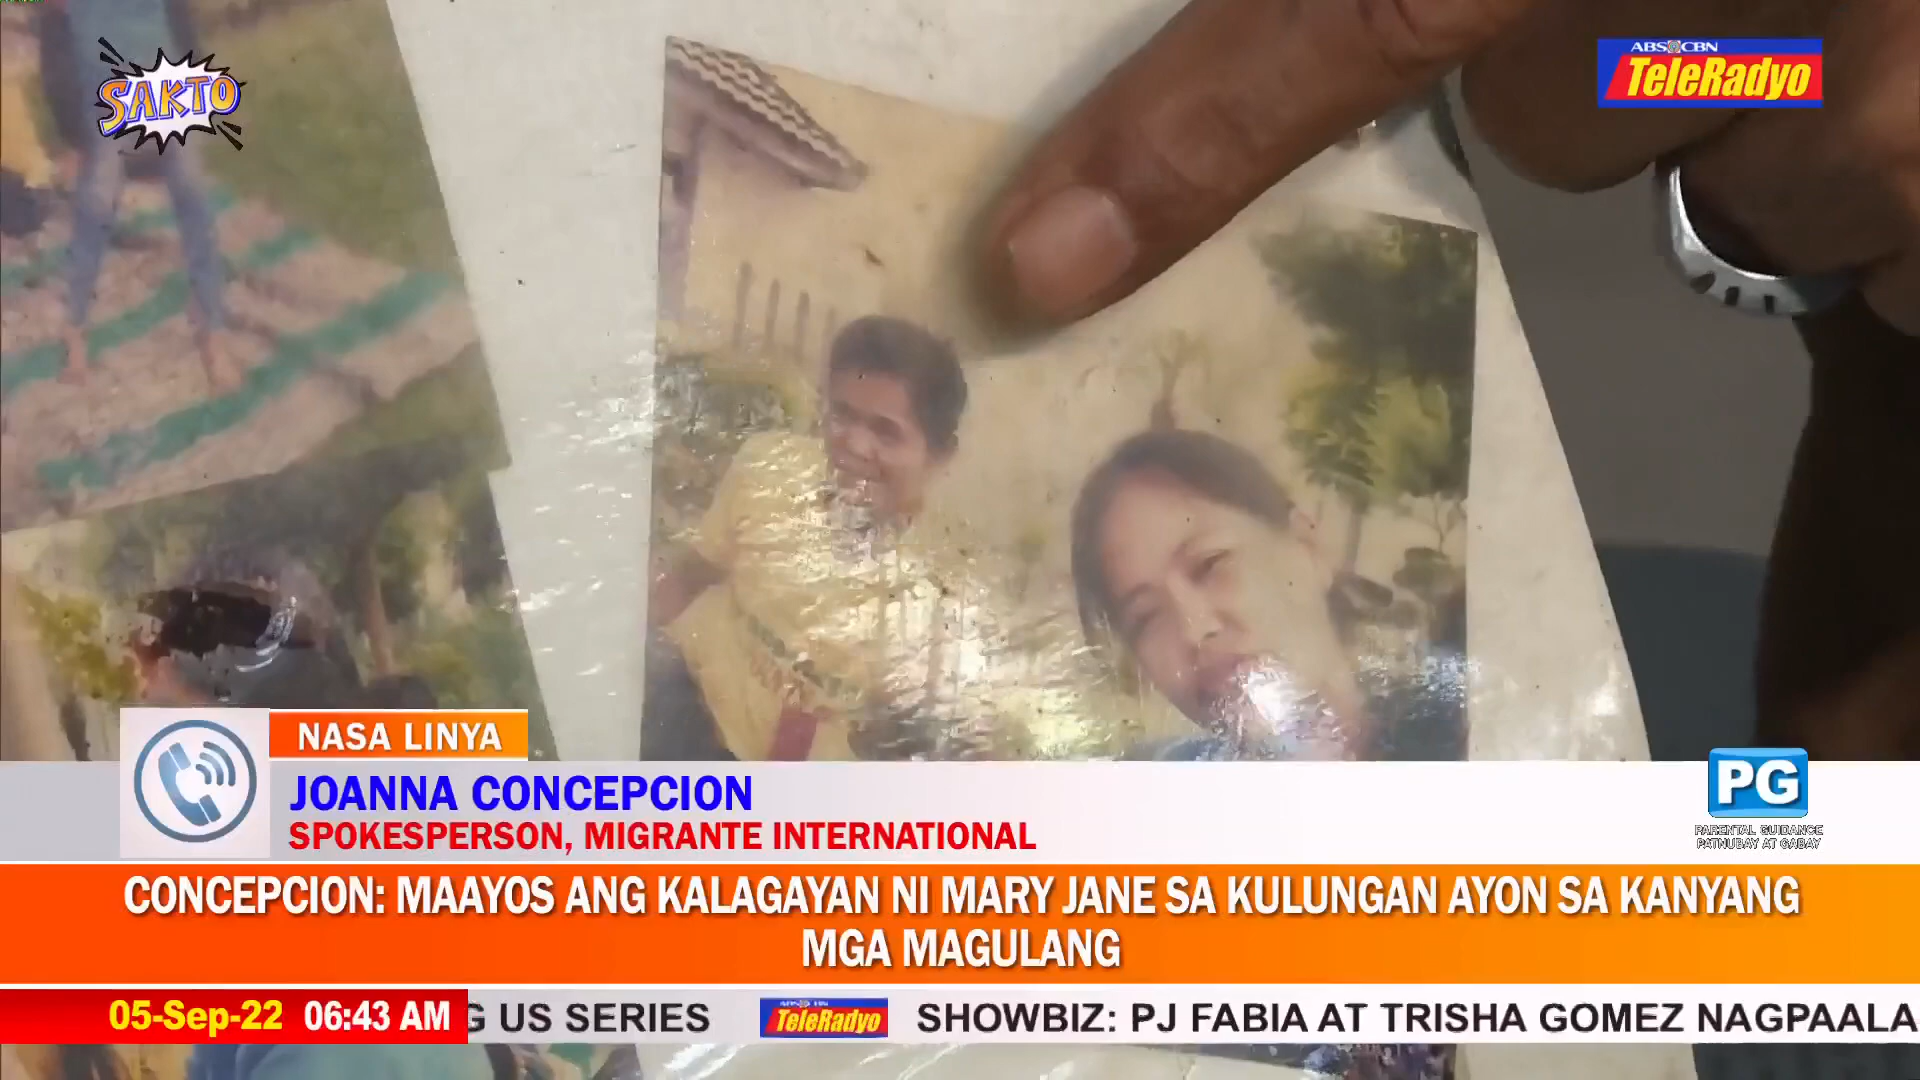 SAKTO
ABS-CBN
TeleRadyo
NASA LINYA
JOANNA CONCEPCION
SPOKESPERSON, MIGRANTE INTERNATIONAL
PG
PARENTAL GUIDANCE
PATNUBAY AT GABAY
CONCEPCION: MAAYOS ANG KALAGAYAN NI MARY JANE SA KULUNGAN AYON SA KANYANG
MGA MAGULANG
05-Sep-22 06:43 AM G US SERIES ABS-CBN TeleRadyo SHOWBIZ: PJ FABIA AT TRISHA GOMEZ NAGPAALA